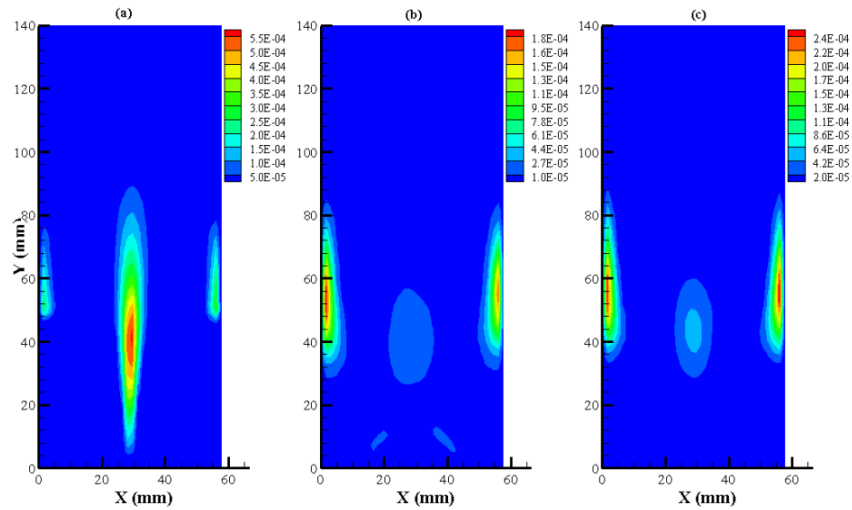 (a)
140
120
100
80
60
40
20
0
Y (mm)
0
20
40
60
X (mm)
5.5E-04
5.0E-04
4.5E-04
4.0E-04
3.5E-04
3.0E-04
2.5E-04
2.0E-04
1.5E-04
1.0E-04
5.0E-05
(b)
140
120
100
80
60
40
20
0
0
20
40
60
X (mm)
1.8E-04
1.6E-04
1.5E-04
1.3E-04
1.1E-04
9.5E-05
7.8E-05
6.1E-05
4.4E-05
2.7E-05
1.0E-05
(c)
140
120
100
80
60
40
20
0
0
20
40
60
X (mm)
2.4E-04
2.2E-04
2.0E-04
1.7E-04
1.5E-04
1.3E-04
1.1E-04
8.6E-05
6.4E-05
4.2E-05
2.0E-05